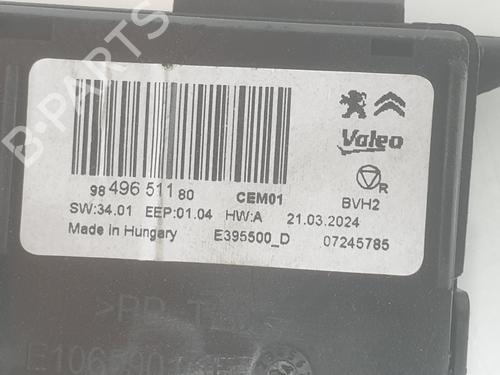 Valeo
98 496 511 80 CEM01 BVH2
SW:34.01 EEP:01.04 HW:A 21.03.2024
Made in Hungary E395500_D 07245785
B-PARTS